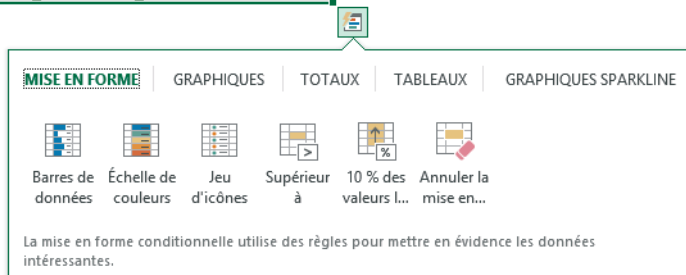 MISE EN FORME GRAPHIQUES TOTAUX TABLEAUX GRAPHIQUES SPARKLINE
Barres de données
Échelle de couleurs
Jeu d'icônes
Supérieur à
10 % des valeurs l...
Annuler la mise en...
La mise en forme conditionnelle utilise des règles pour mettre en évidence les données
intéressantes.